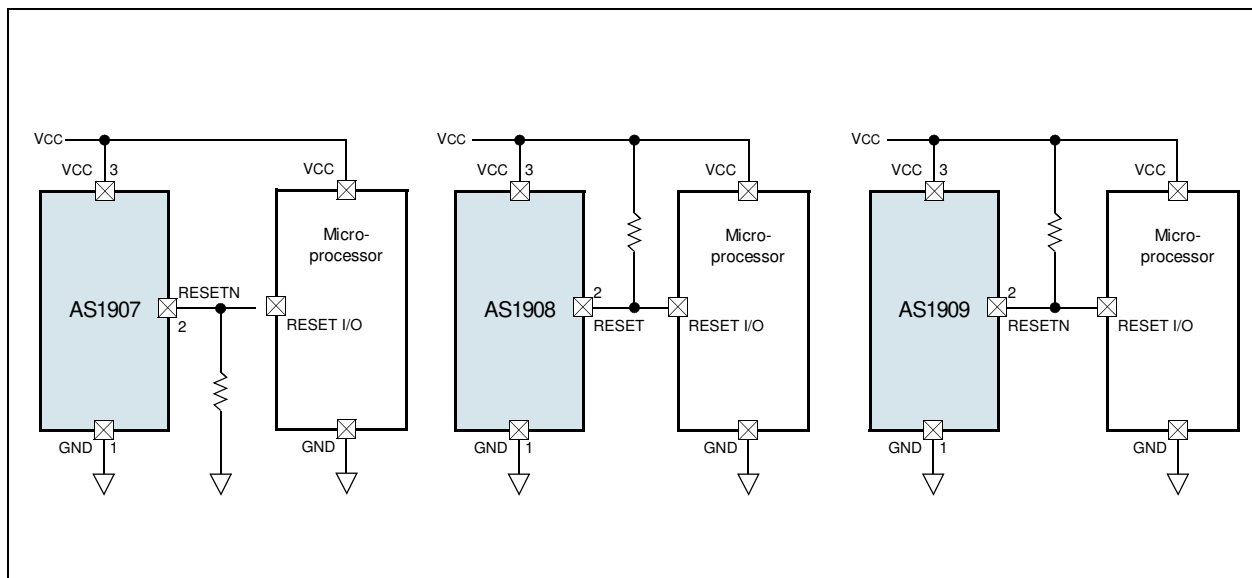 VCC
VCC 3
VCC
AS1907
RESETN
2
Micro-
processor
RESET I/O
GND 1
GND
VCC
VCC 3
VCC
AS1908
2
RESET
Micro-
processor
RESET I/O
GND 1
GND
VCC
VCC 3
VCC
AS1909
2
RESETN
Micro-
processor
RESET I/O
GND 1
GND